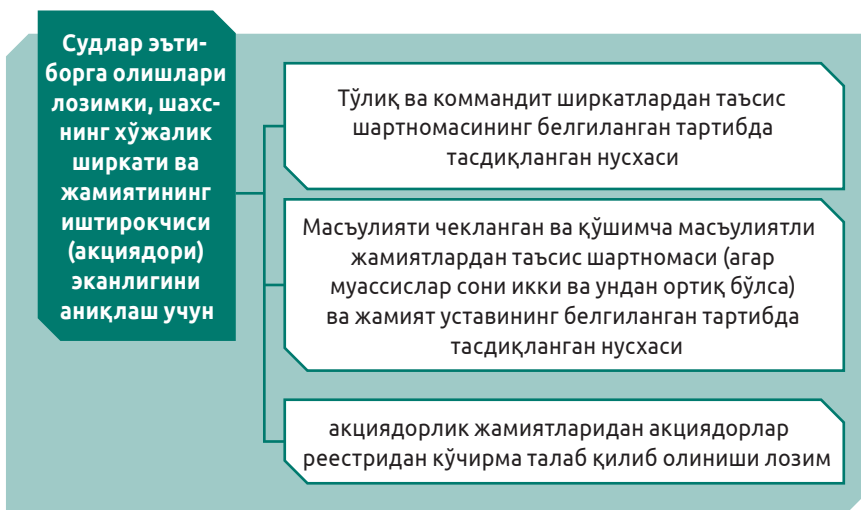 Судлар эъти-
борга олишлари
лозимки, шахс-
нинг хўжалик
ширкати ва
жамиятининг
иштирокчиси
(акциядори)
эканлигини
аниқлаш учун
Тўлиқ ва коммандит ширкатлардан таъсис
шартномасининг белгиланган тартибда
тасдиқланган нусхаси
Масъулияти чекланган ва қўшимча масъулиятли
жамиятлардан таъсис шартномаси (агар
муассислар сони икки ва ундан ортиқ бўлса)
ва жамият уставининг белгиланган тартибда
тасдиқланган нусхаси
акциядорлик жамиятларидан акциядорлар
реестридан кўчирма талаб қилиб олиниши лозим